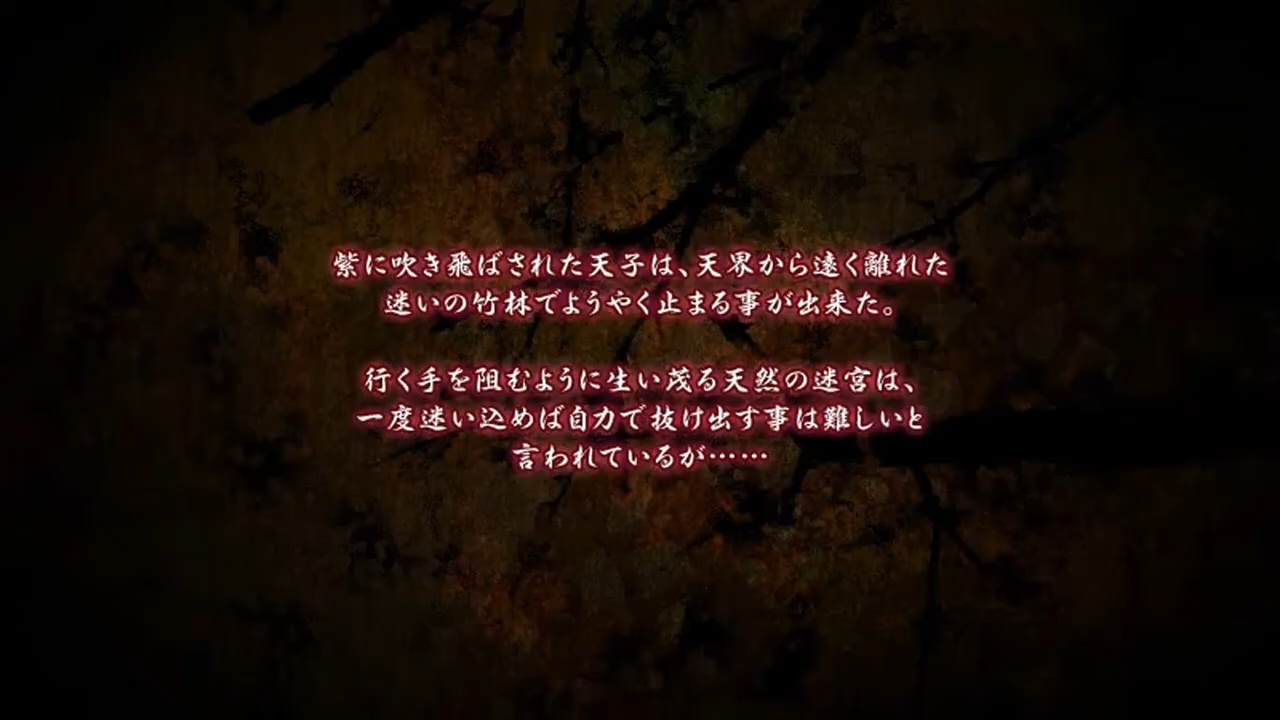 紫に吹き飛ばされた天子は、天界から遠く離れた
迷いの竹林でようやく止まる事が出来た。
行く手を阻むように生い茂る天然の迷宮は、
一度迷い込めば自力で抜け出す事は難しいと
言われているが……